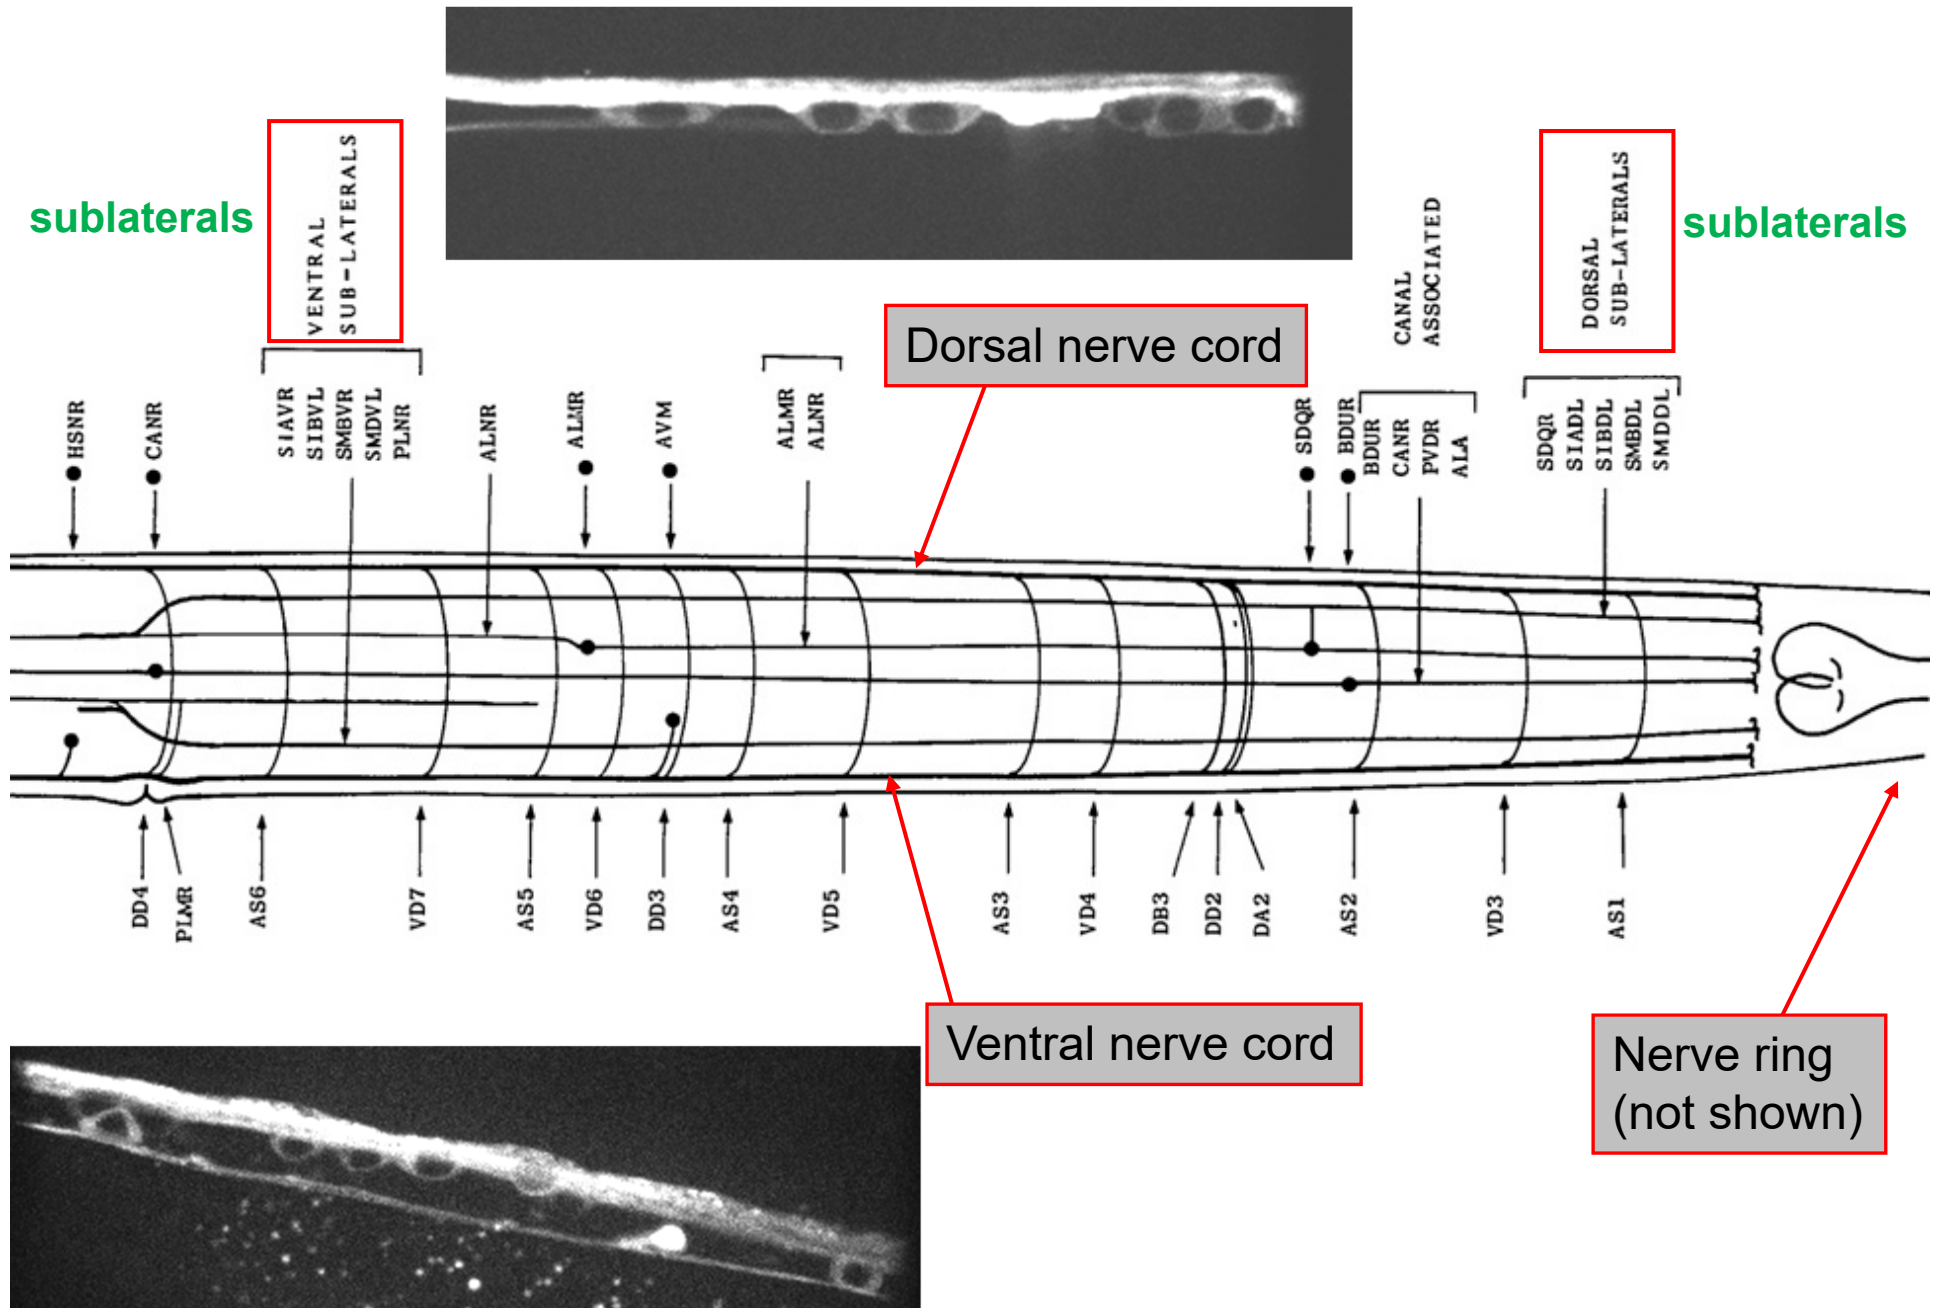 sublaterals
VENTRAL
SUB-LATERALS
CANAL
ASSOCIATED
DORSAL
SUB-LATERALS
sublaterals
Dorsal nerve cord
HSNR
CANR
SIAVR
SIBVL
SMBVR
SMDVL
PLNR
ALNR
ALMR
AVM
ALMR
ALNR
SDQR
BDUR
BDUR
CANR
PVDR
ALA
SDQR
SIADL
SIBDL
SMBDL
SMDDL
DD4
PLMR
AS6
VD7
AS5
VD6
DD3
AS4
VD5
AS3
VD4
DB3
DD2
DA2
AS2
VD3
AS1
Ventral nerve cord
Nerve ring
(not shown)